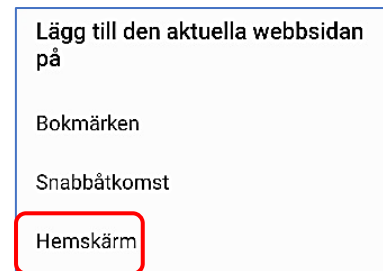 Lägg till den aktuella webbsidan
på
Bokmärken
Snabbåtkomst
Hemskärm